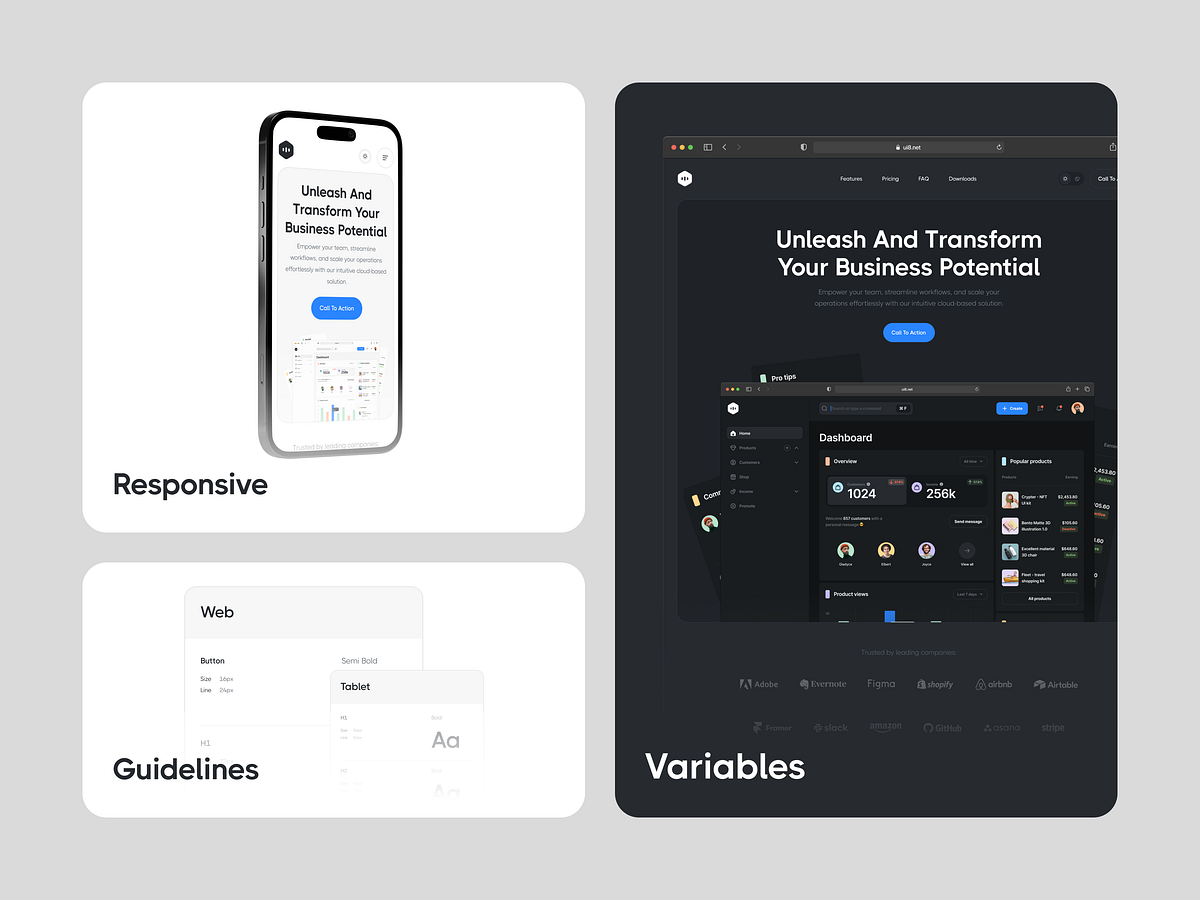 Unleash And
Transform Your
Business Potential
Empower your team, streamline
workflows, and scale your operations
effortlessly with our intuitive cloud-based
solution.
Call To Action
Dashboard
Trusted by leading companies:
Responsive
Web
Button
Semi Bold
Size 16px
Line 24px
H1
Tablet
H1
Bold
Aa
H2
Bold
Aa
Guidelines
ui8.net
Features
Pricing
FAQ
Downloads
Call To
Unleash And Transform
Your Business Potential
Empower your team, streamline workflows, and scale your
operations effortlessly with our intuitive cloud-based solution.
Call To Action
Pro tips
ui8.net
Search or type a command
⌘ F
Create
Home
Products
Customers
Shop
Income
Promote
Dashboard
Overview
All time
Customers
1024
Income
256k
Welcome 857 customers with a
personal message
Send message
Gladyce
Elbert
Joyce
View all
Product views
Last 7 days
Popular products
Products
Earning
Crypter - NFT
UI kit
$2,453.80
Active
Bento Matte 3D
Illustration 1.0
$105.60
Deactive
Excellent material
3D chair
$648.60
Active
Fleet - travel
shopping kit
$648.60
Active
All products
2,453.80
Active
Trusted by leading companies:
Adobe
Evernote
Figma
shopify
airbnb
Airtable
Framer
slack
amazon
GitHub
asana
stripe
Variables